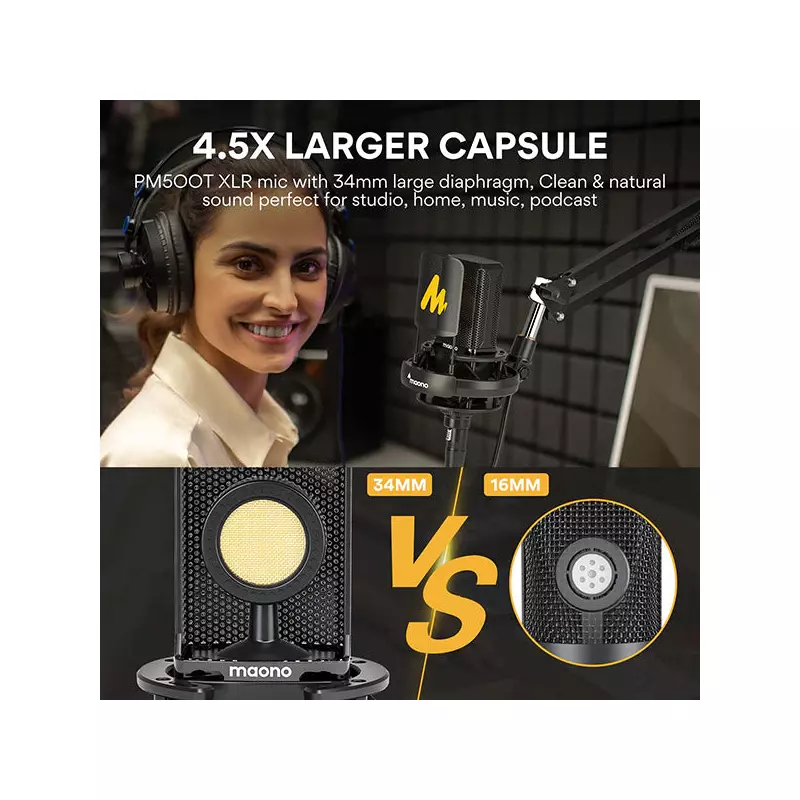 4.5X LARGER CAPSULE
PM500T XLR mic with 34mm large diaphragm, Clean & natural
sound perfect for studio, home, music, podcast
maono
maono
34MM
16MM
VS
maono